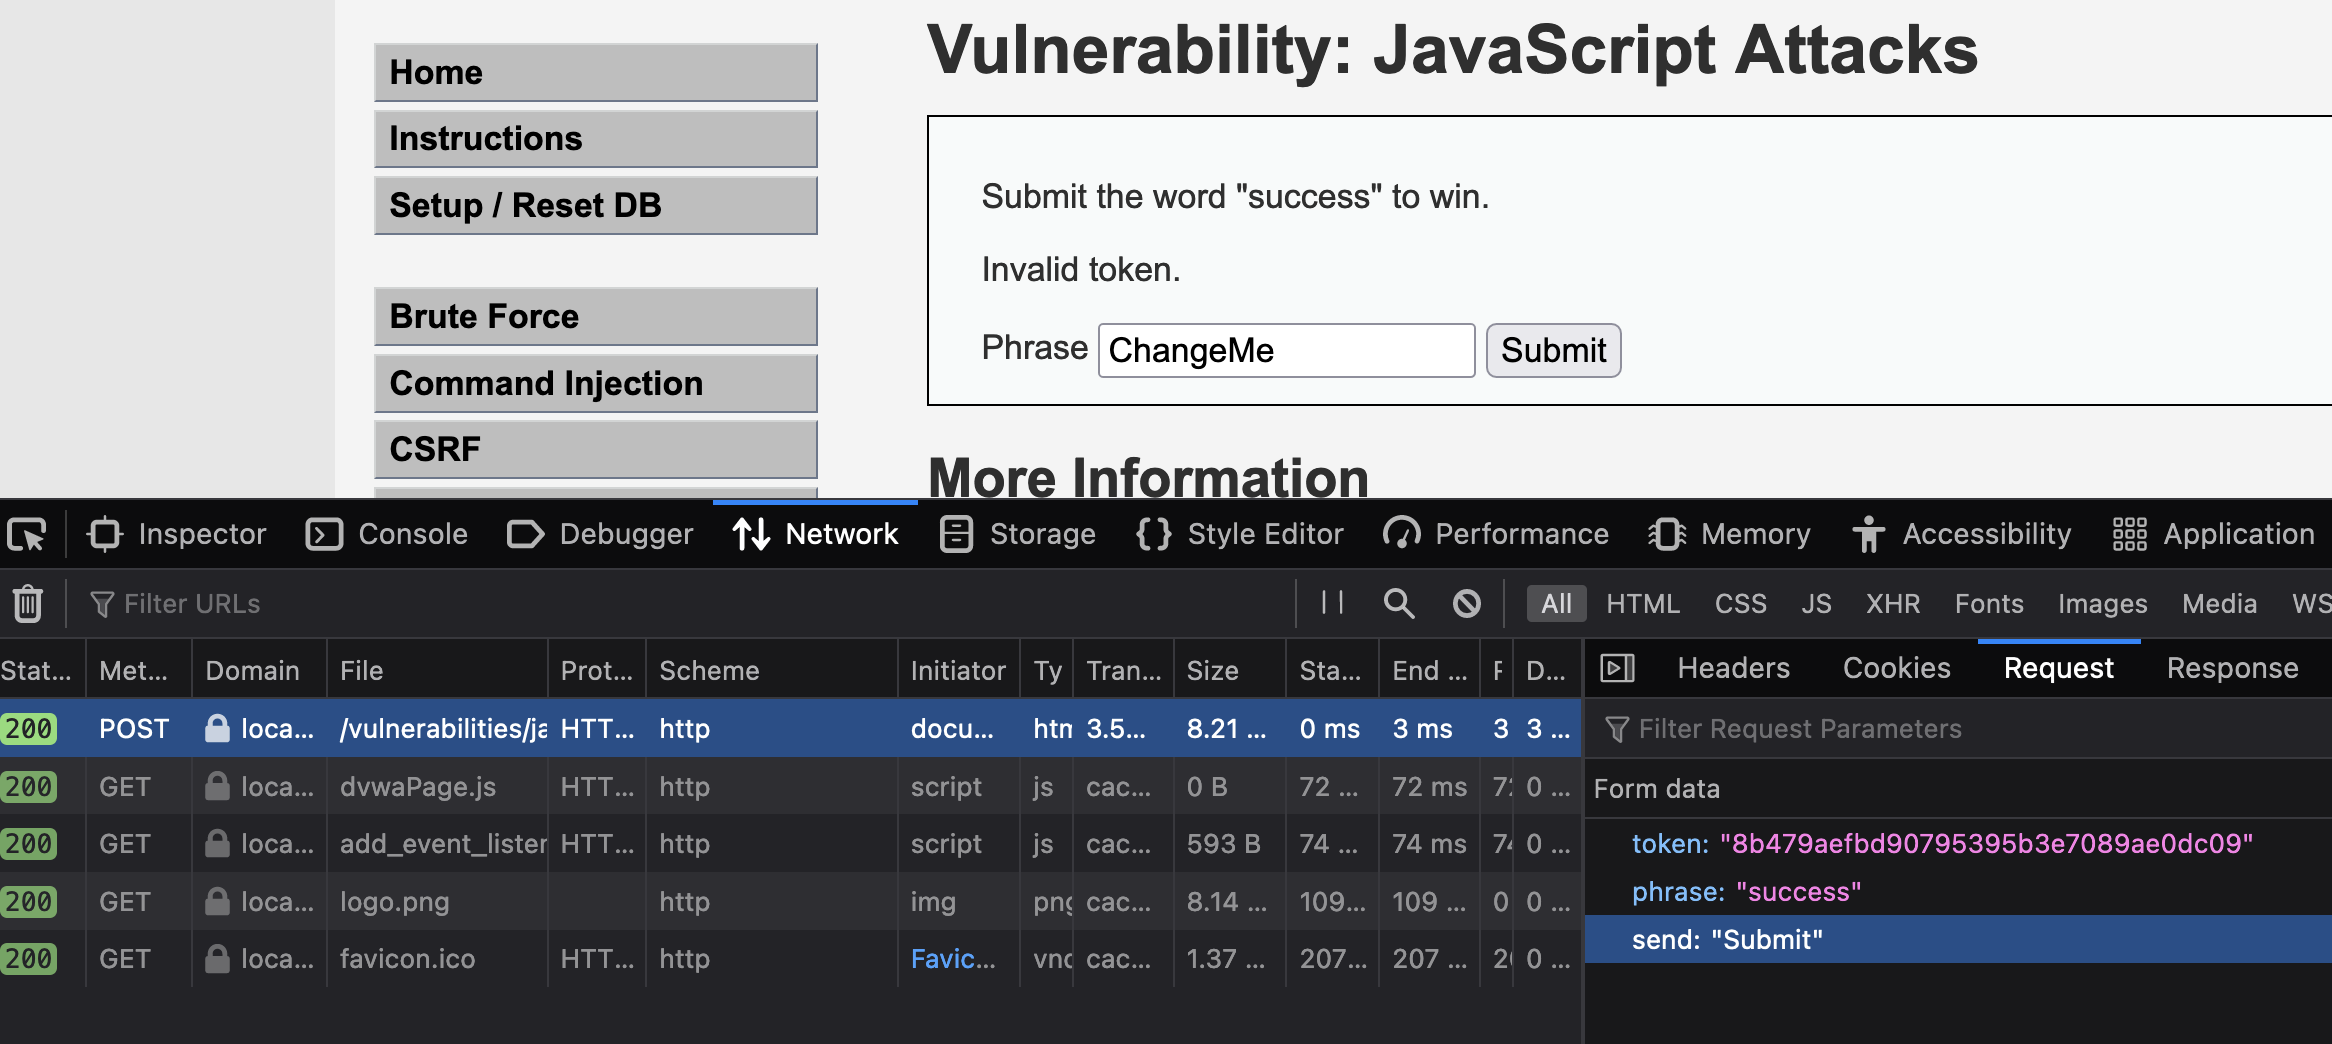 Vulnerability: JavaScript Attacks
Home
Instructions
Setup / Reset DB
Brute Force
Command Injection
CSRF
Submit the word "success" to win.
Invalid token.
Phrase ChangeMe Submit
More Information
Inspector Console Debugger Network Storage Style Editor Performance Memory Accessibility Application
Filter URLs All HTML CSS JS XHR Fonts Images Media WS
Stat... Met... Domain File Prot... Scheme Initiator Ty Tran... Size Sta... End ... D...
200 POST loca... /vulnerabilities/ja HTT... http docu... htm 3.5... 8.21 ... 0 ms 3 ms 3 3 ...
200 GET loca... dvwaPage.js HTT... http script js cac... 0 B 72 ... 72 ms 72 0 ...
200 GET loca... add_event_lister HTT... http script js cac... 593 B 74 ... 74 ms 74 0 ...
200 GET loca... logo.png http img png cac... 8.14 ... 109... 109 ... 0 0 ...
200 GET loca... favicon.ico HTT... http Favic... vnd cac... 1.37 ... 207... 207 ... 20 0 ...
Headers Cookies Request Response
Filter Request Parameters
Form data
token: "8b479aefbd90795395b3e7089ae0dc09"
phrase: "success"
send: "Submit"